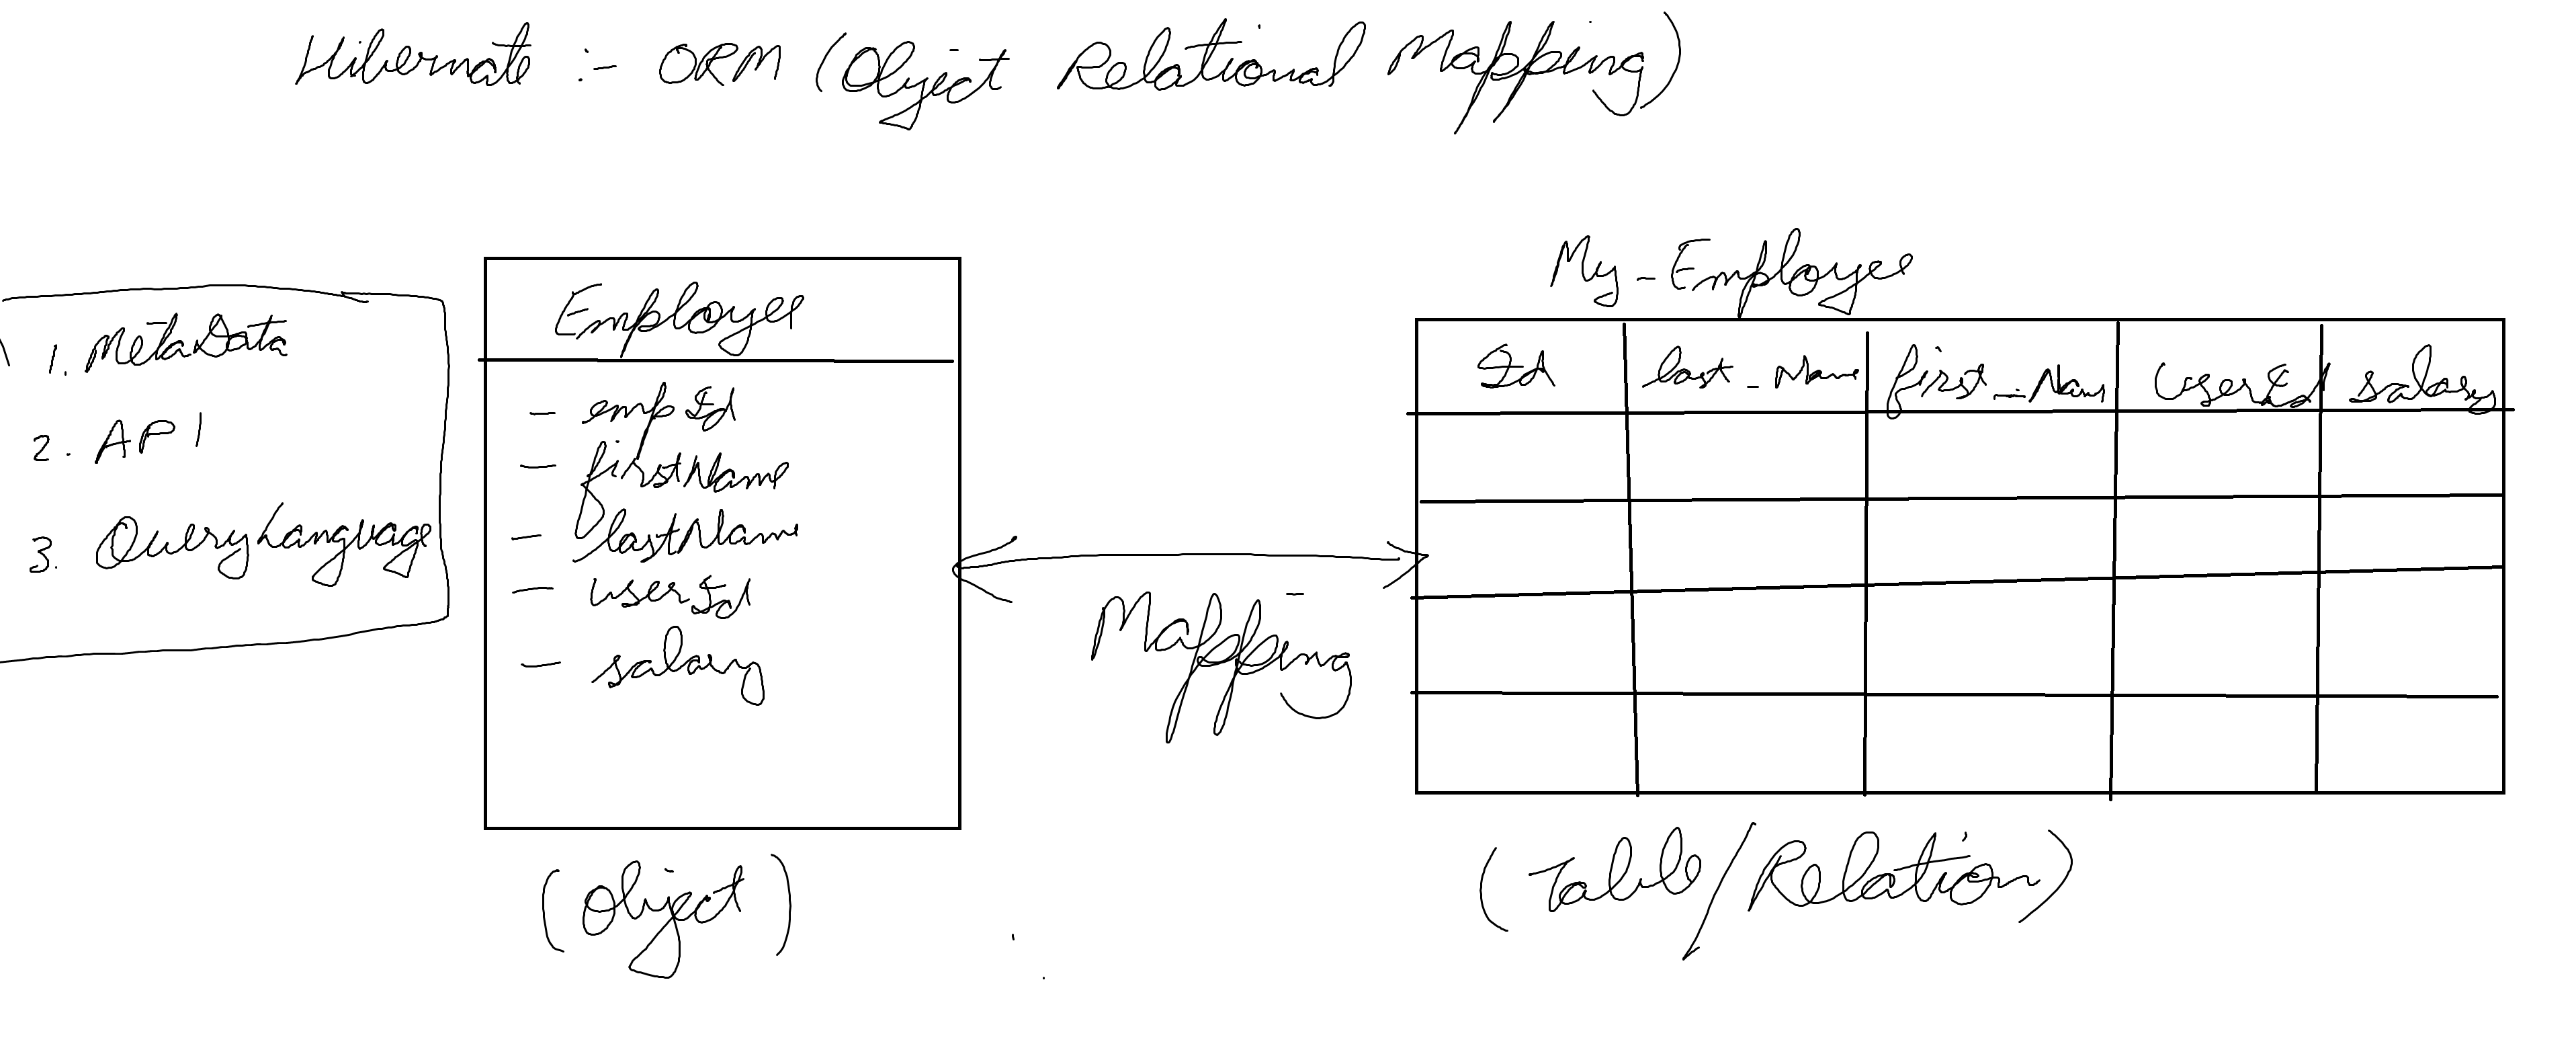 Hibernate :- ORM (Object Relational Mapping)
1. MetaData
2. API
3. QueryLanguage
Employee
- empId
- firstName
- lastName
- userId
- salary
(Object)
Mapping
My-Employee
Id last_Name first_Name userId salary
(Table/Relation)